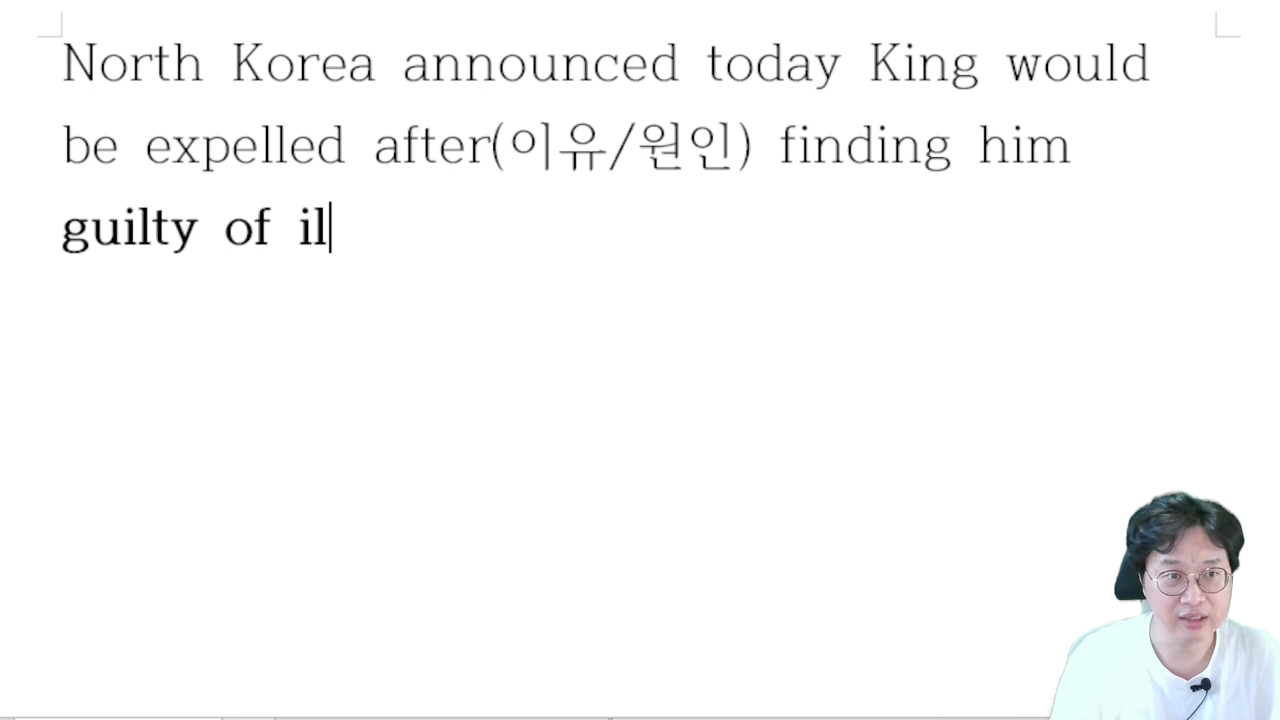 North Korea announced today King would
be expelled after(이유/원인) finding him
guilty of il